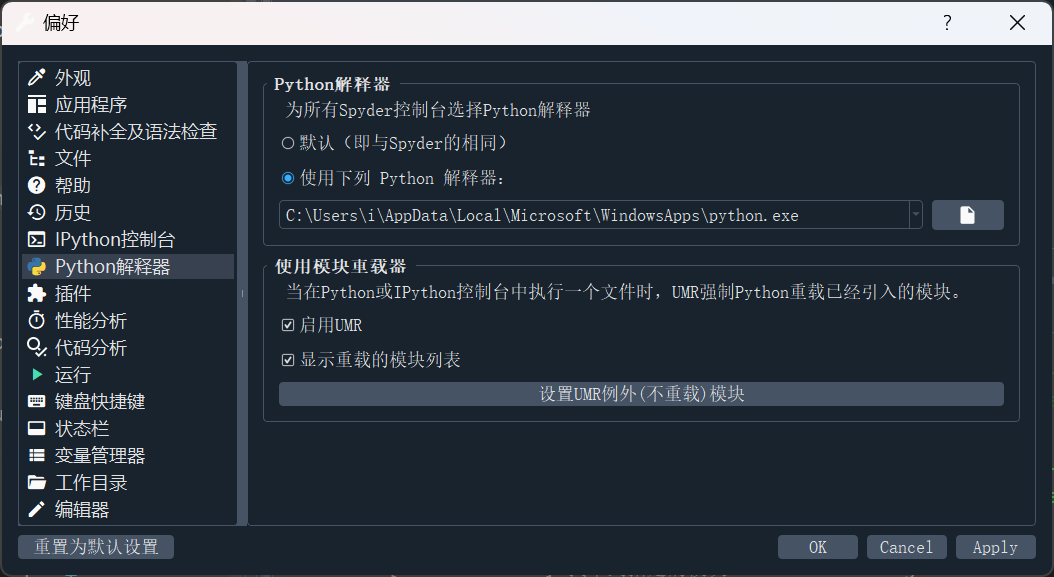 偏好
?
外观
应用程序
代码补全及语法检查
文件
帮助
历史
IPython控制台
Python解释器
插件
性能分析
代码分析
运行
键盘快捷键
状态栏
变量管理器
工作目录
编辑器
Python解释器
为所有Spyder控制台选择Python解释器
默认（即与Spyder的相同）
使用下列 Python 解释器:
C:\Users\i\AppData\Local\Microsoft\WindowsApps\python.exe
使用模块重载器
当在Python或IPython控制台中执行一个文件时，UMR强制Python重载已经引入的模块。
启用UMR
显示重载的模块列表
设置UMR例外(不重载)模块
重置为默认设置
OK
Cancel
Apply